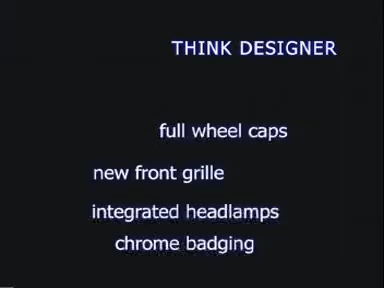 THINK DESIGNER
full wheel caps
new front grille
integrated headlamps
chrome badging